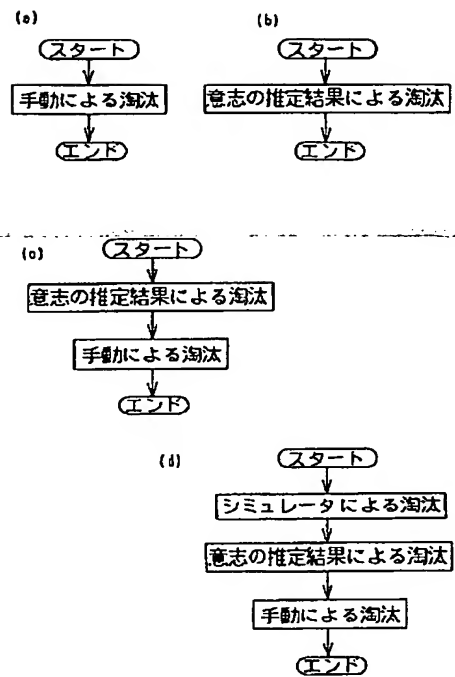 (a)
スタート
手動による淘汰
エンド
(b)
スタート
意志の推定結果による淘汰
エンド
(c)
スタート
意志の推定結果による淘汰
手動による淘汰
エンド
(d)
スタート
シミュレータによる淘汰
意志の推定結果による淘汰
手動による淘汰
エンド